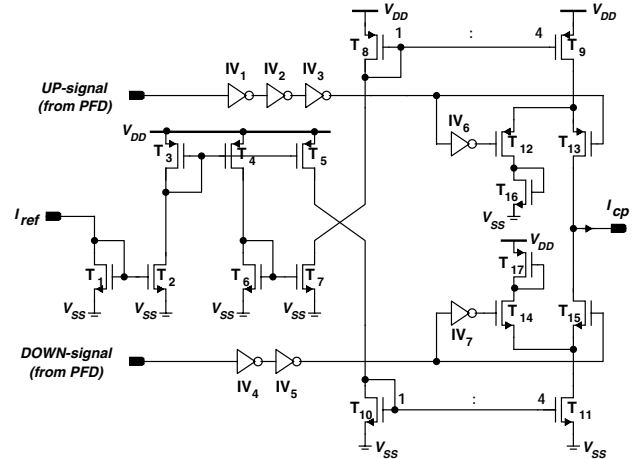 V_DD
V_DD
1 : 4
T_8
T_9
UP-signal
(from PFD)
IV_1 IV_2 IV_3
V_DD
IV_6
T_12
T_13
T_3 T_4 T_5
T_16
V_SS
I_ref
I_cp
V_DD
T_17
T_1 T_2 T_6 T_7
V_SS V_SS V_SS V_SS
T_14
T_15
IV_7
DOWN-signal
(from PFD)
IV_4 IV_5
1 : 4
T_10
T_11
V_SS
V_SS